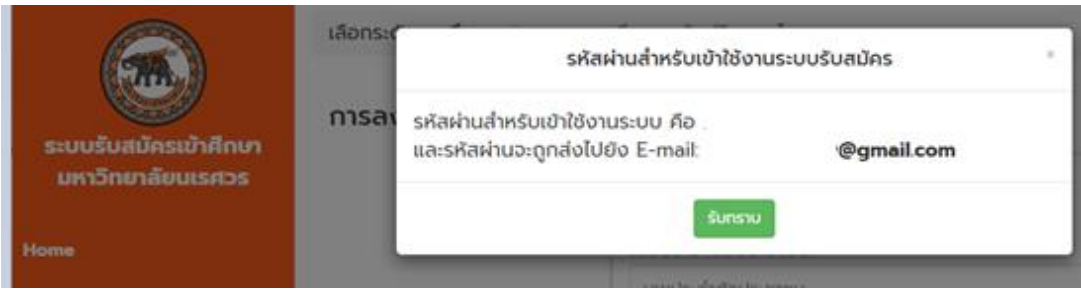 เลือกระ
รหัสผ่านสำหรับเข้าใช้งานระบบรับสมัคร
×
การล
รหัสผ่านสำหรับเข้าใช้งานระบบ คือ
และรหัสผ่านจะถูกส่งไปยัง E-mail: @gmail.com
ระบบรับสมัครเข้าศึกษา
มหาวิทยาลัยนเรศวร
รับทราบ
Home